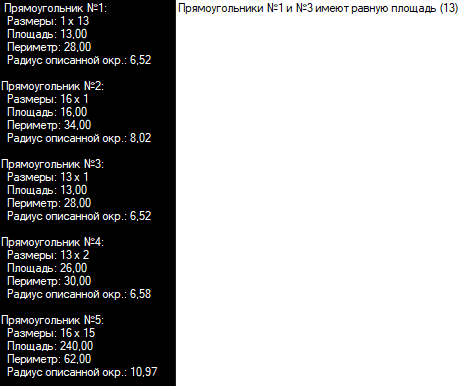 Прямоугольник №1:
Размеры: 1 x 13
Площадь: 13,00
Периметр: 28,00
Радиус описанной окр.: 6,52
Прямоугольник №2:
Размеры: 16 x 1
Площадь: 16,00
Периметр: 34,00
Радиус описанной окр.: 8,02
Прямоугольник №3:
Размеры: 13 x 1
Площадь: 13,00
Периметр: 28,00
Радиус описанной окр.: 6,52
Прямоугольник №4:
Размеры: 13 x 2
Площадь: 26,00
Периметр: 30,00
Радиус описанной окр.: 6,58
Прямоугольник №5:
Размеры: 16 x 15
Площадь: 240,00
Периметр: 62,00
Радиус описанной окр.: 10,97
Прямоугольники №1 и №3 имеют равную площадь (13)